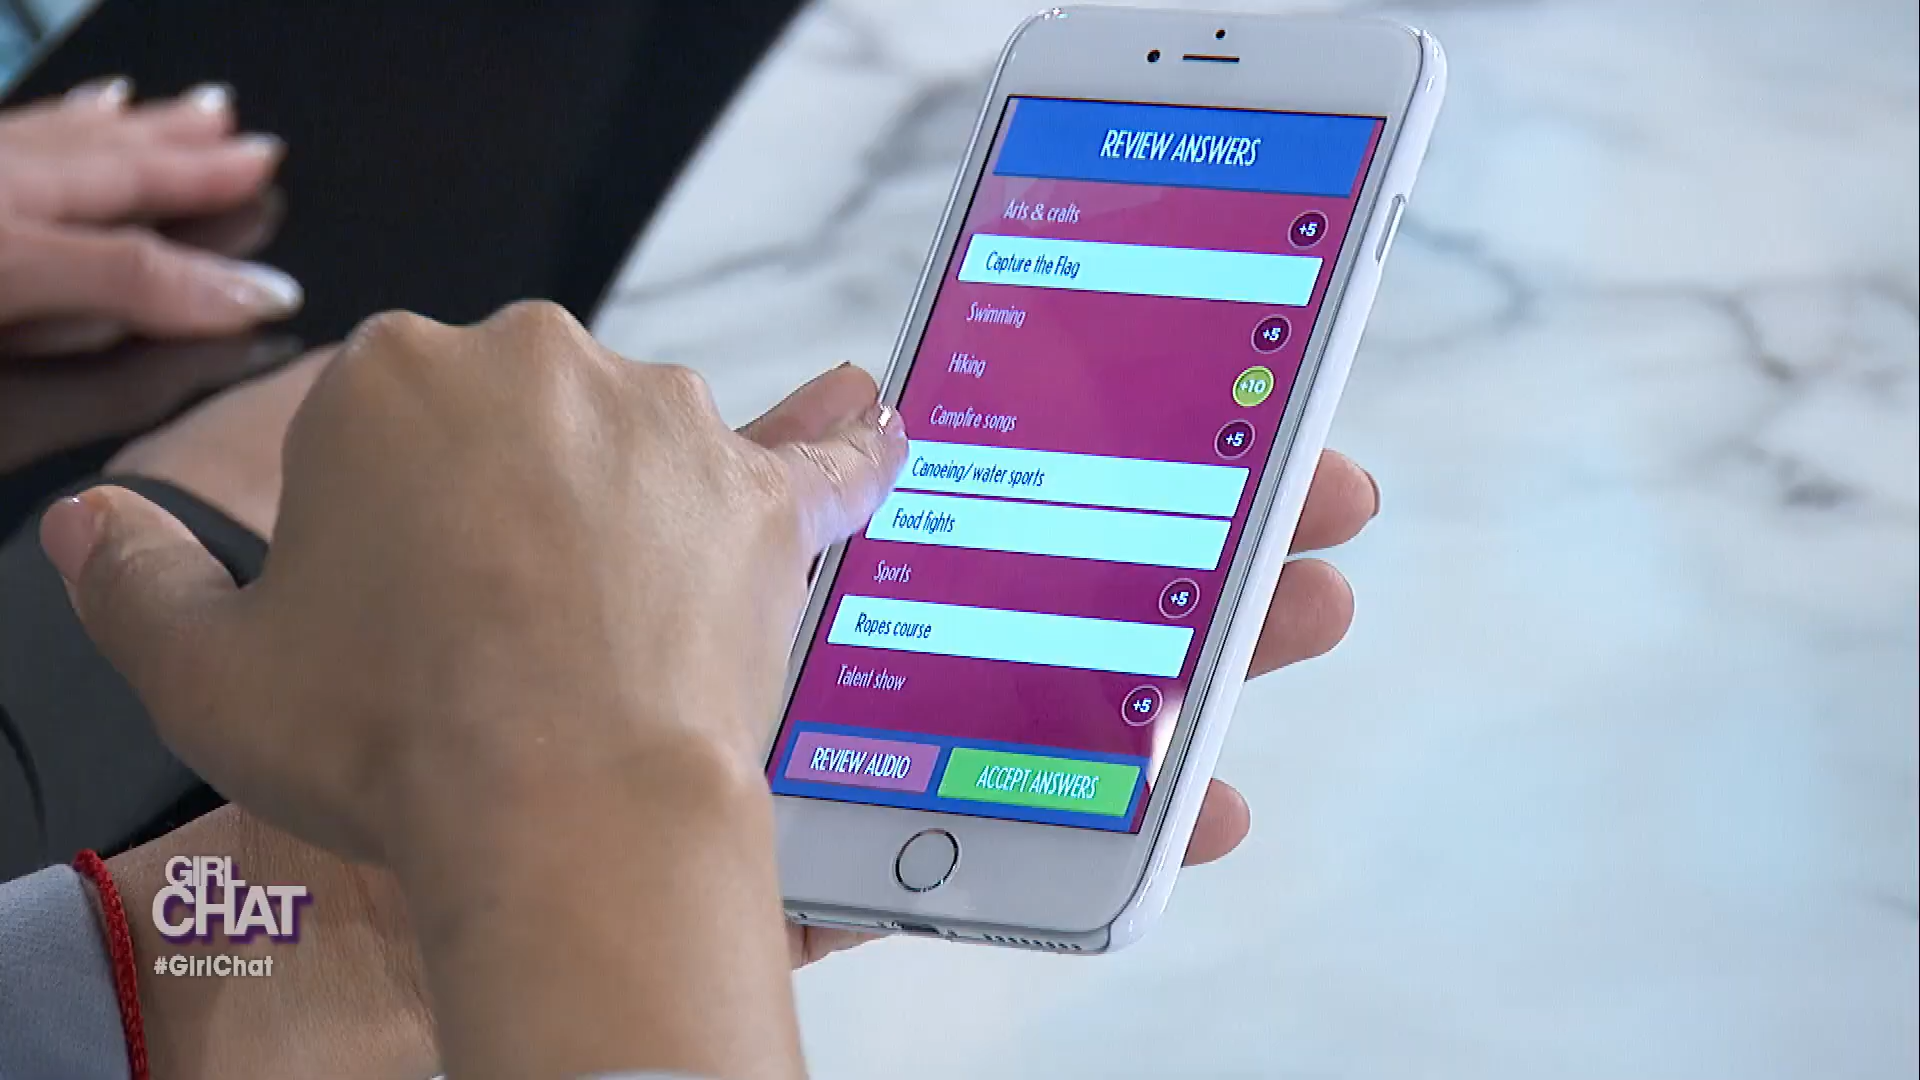 REVIEW ANSWERS
Arts & crafts +5
Capture the Flag
Swimming +5
Hiking +10
Campfire songs +5
Canoeing/water sports
Food fights
Sports +5
Ropes course
Talent show +5
REVIEW AUDIO ACCEPT ANSWERS
GIRL
CHAT
#GirlChat